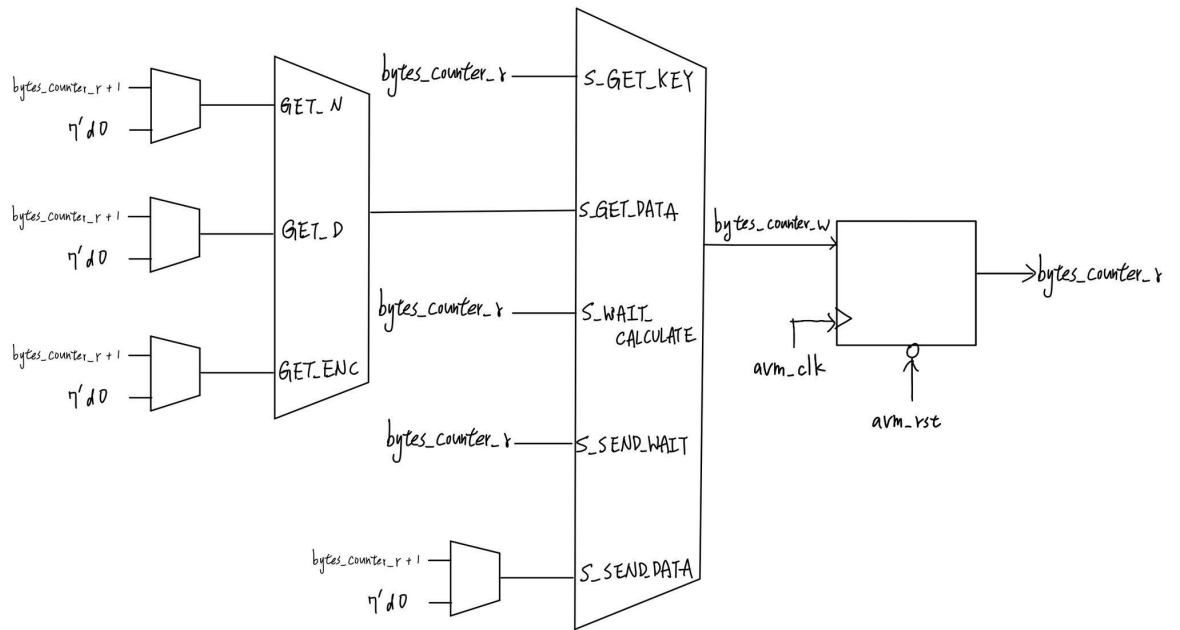 bytes_counter_r + 1
7'd0
GET_N
bytes_counter_r + 1
7'd0
GET_D
bytes_counter_r + 1
7'd0
GET_ENC
bytes_counter_r
S_GET_KEY
S_GET_DATA
bytes_counter_r
S_WAIT_
CALCULATE
bytes_counter_r
S_SEND_WAIT
bytes_counter_r + 1
7'd0
S_SEND_DATA
bytes_counter_w
avm_clk
avm_rst
bytes_counter_r